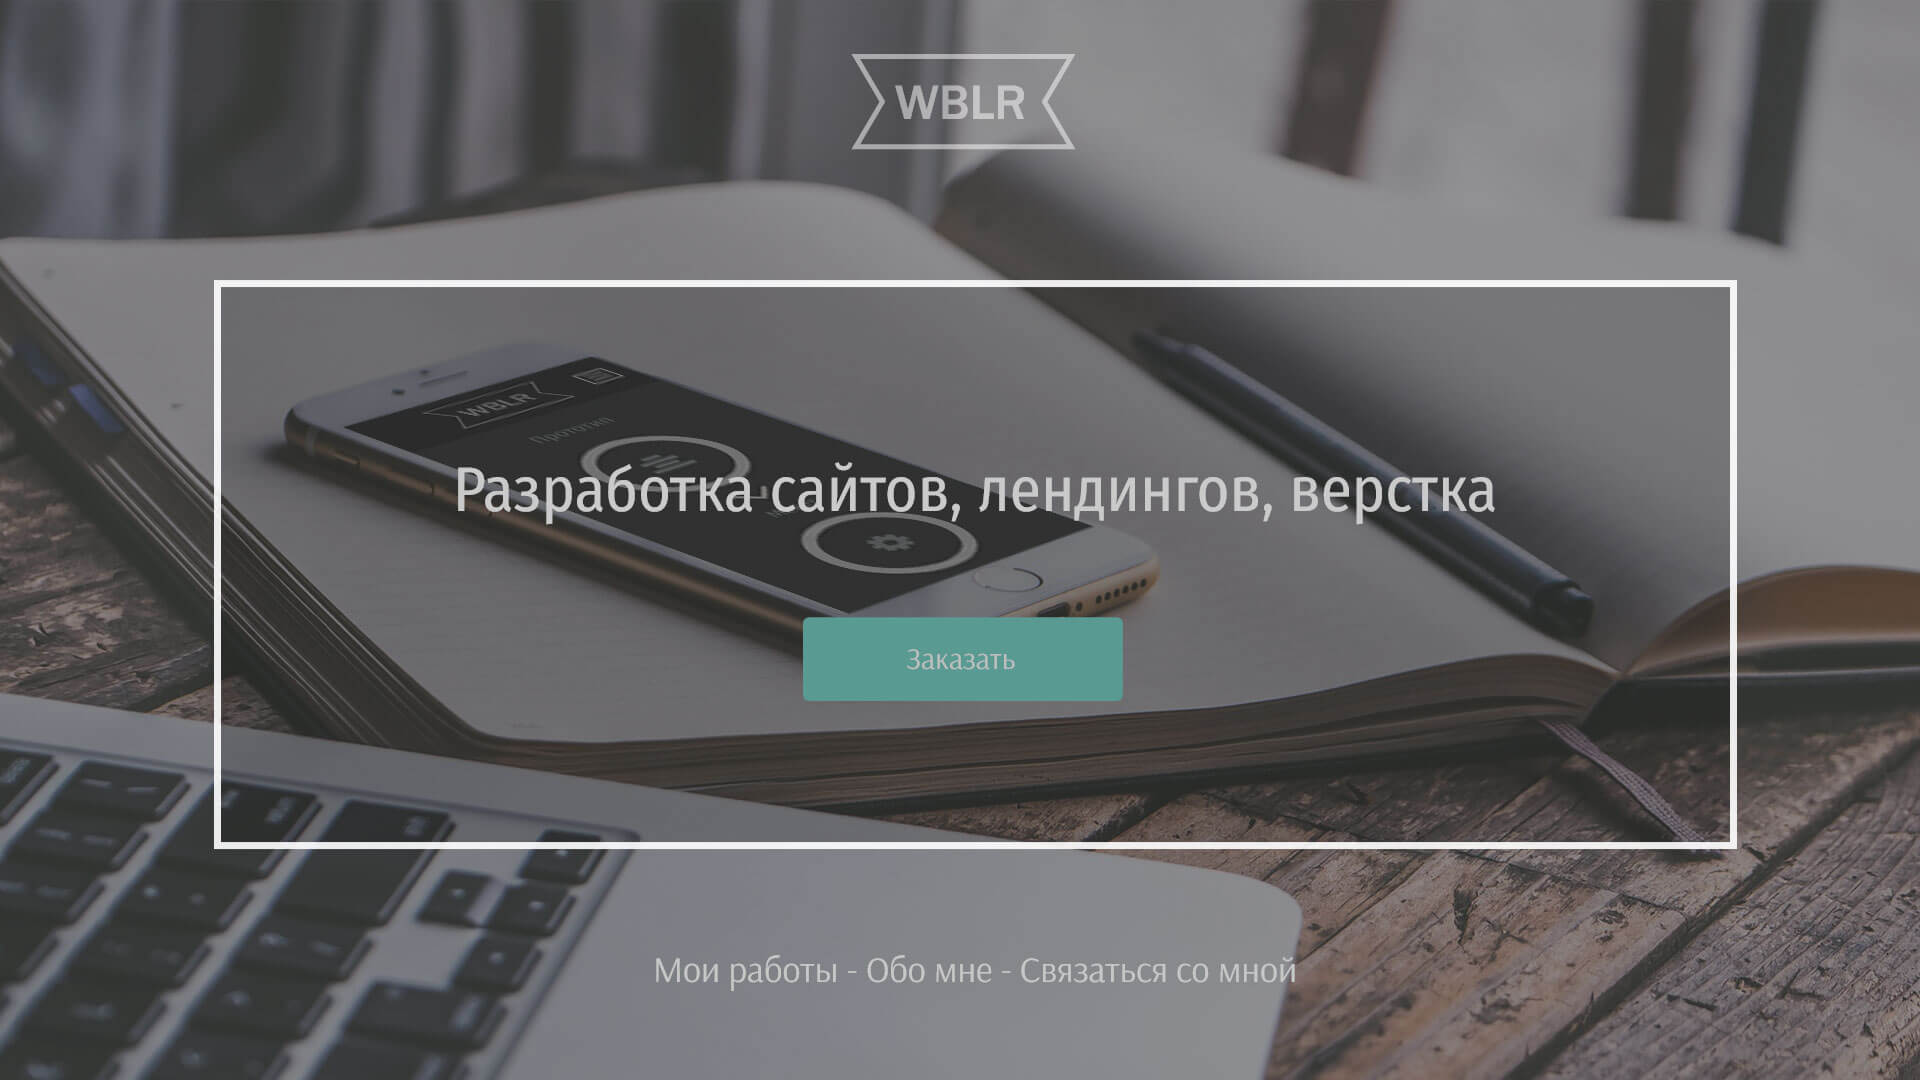 WBLR
WBLR
Прототип
Разработка сайтов, лендингов, верстка
Заказать
Мои работы - Обо мне - Связаться со мной